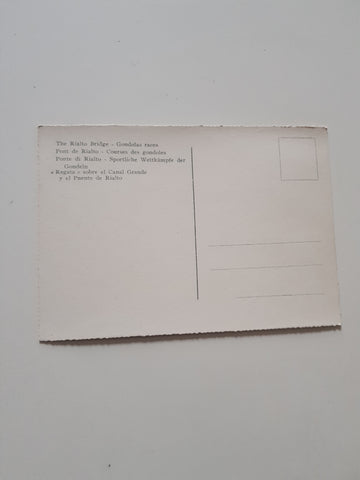 The Rialto Bridge - Gondolas races
Pont de Rialto - Courses des gondoles
Ponte di Rialto - Sportliche Wettkämpfe der
Gondeln
« Regata » sobre el Canal Grande
y el Puente de Rialto